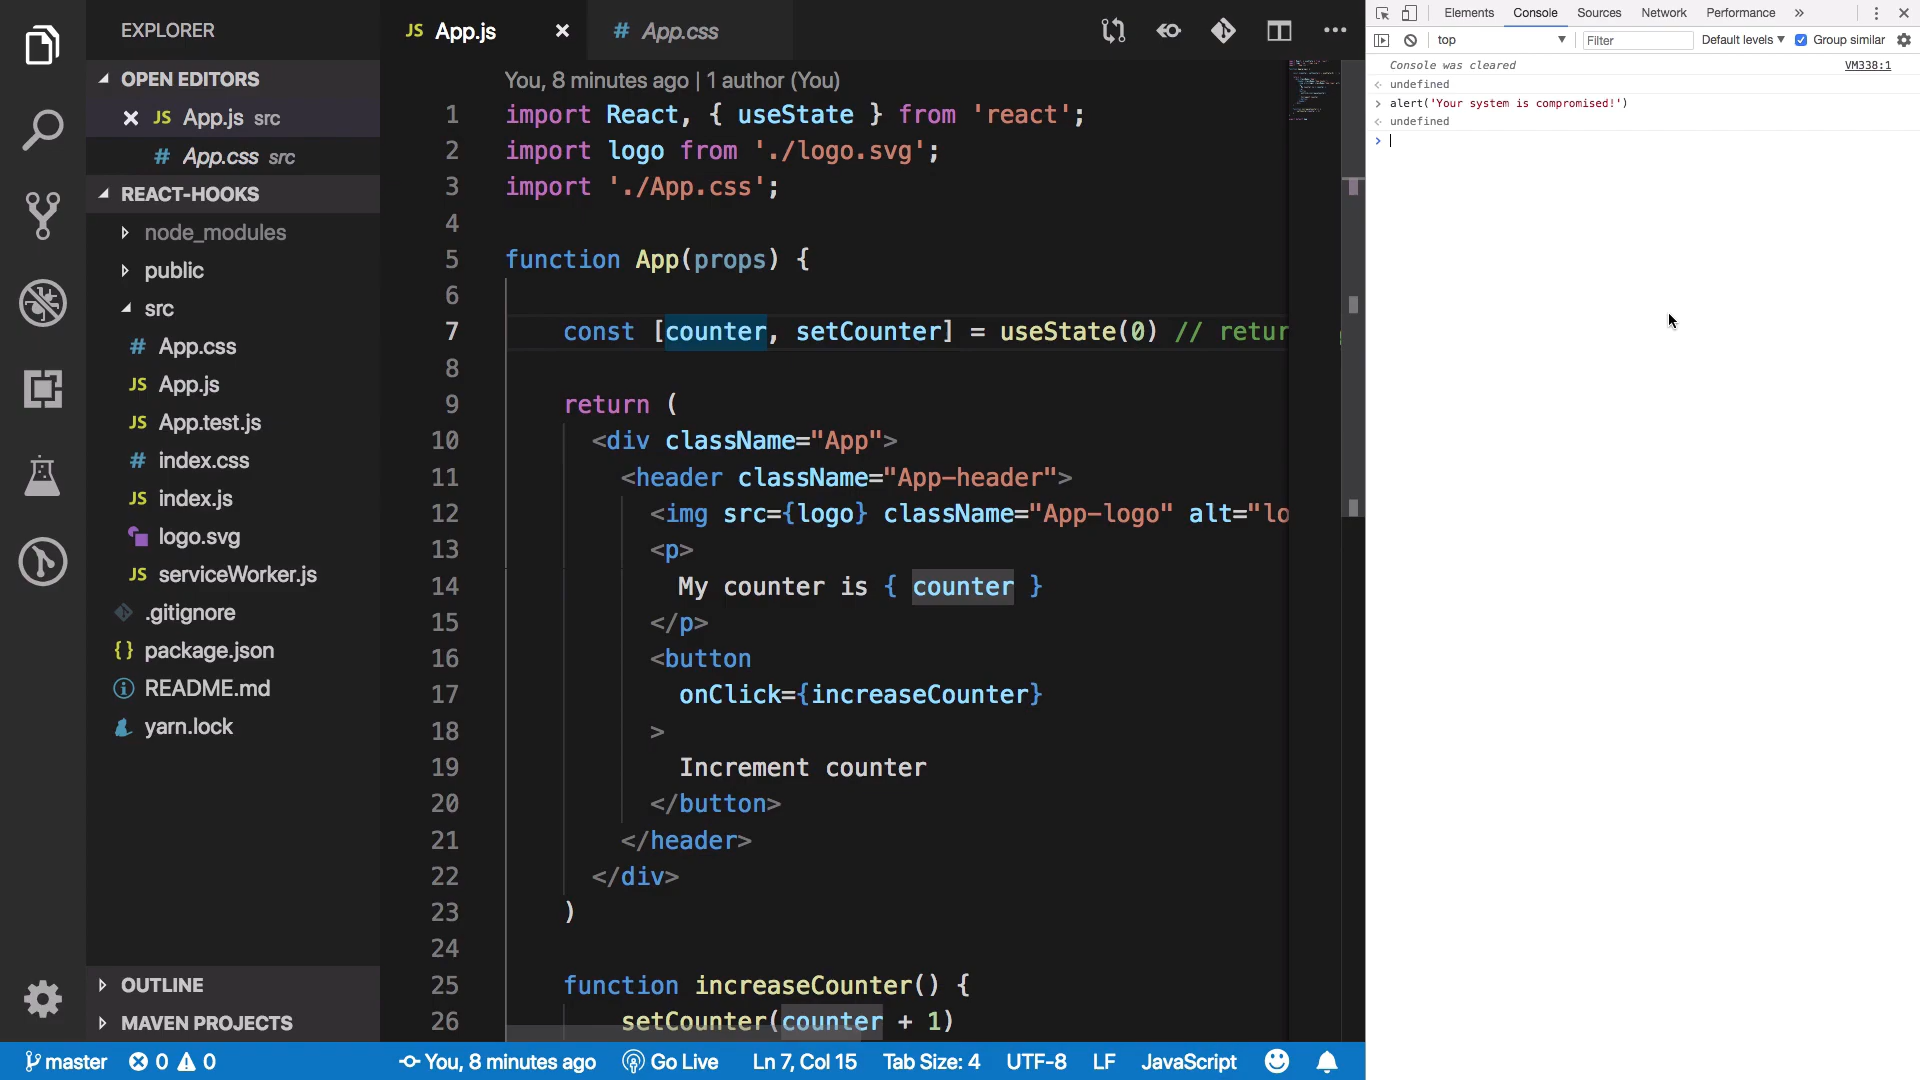 EXPLORER
OPEN EDITORS
JS App.js src
# App.css src
REACT-HOOKS
node_modules
public
src
# App.css
JS App.js
JS App.test.js
# index.css
JS index.js
logo.svg
JS serviceWorker.js
.gitignore
{} package.json
README.md
yarn.lock
OUTLINE
MAVEN PROJECTS
JS App.js
# App.css
You, 8 minutes ago | 1 author (You)
1 import React, { useState } from 'react';
2 import logo from './logo.svg';
3 import './App.css';
4
5 function App(props) {
6
7 const [counter, setCounter] = useState(0) // retur
8
9 return (
10 <div className="App">
11 <header className="App-header">
12 <img src={logo} className="App-logo" alt="lo
13 <p>
14 My counter is { counter }
15 </p>
16 <button
17 onClick={increaseCounter}
18 >
19 Increment counter
20 </button>
21 </header>
22 </div>
23 )
24
25 function increaseCounter() {
26 setCounter(counter + 1)
master 0 0 You, 8 minutes ago Go Live Ln 7, Col 15 Tab Size: 4 UTF-8 LF JavaScript
Elements Console Sources Network Performance »
top Filter Default levels Group similar
Console was cleared VM338:1
undefined
alert('Your system is compromised!')
undefined